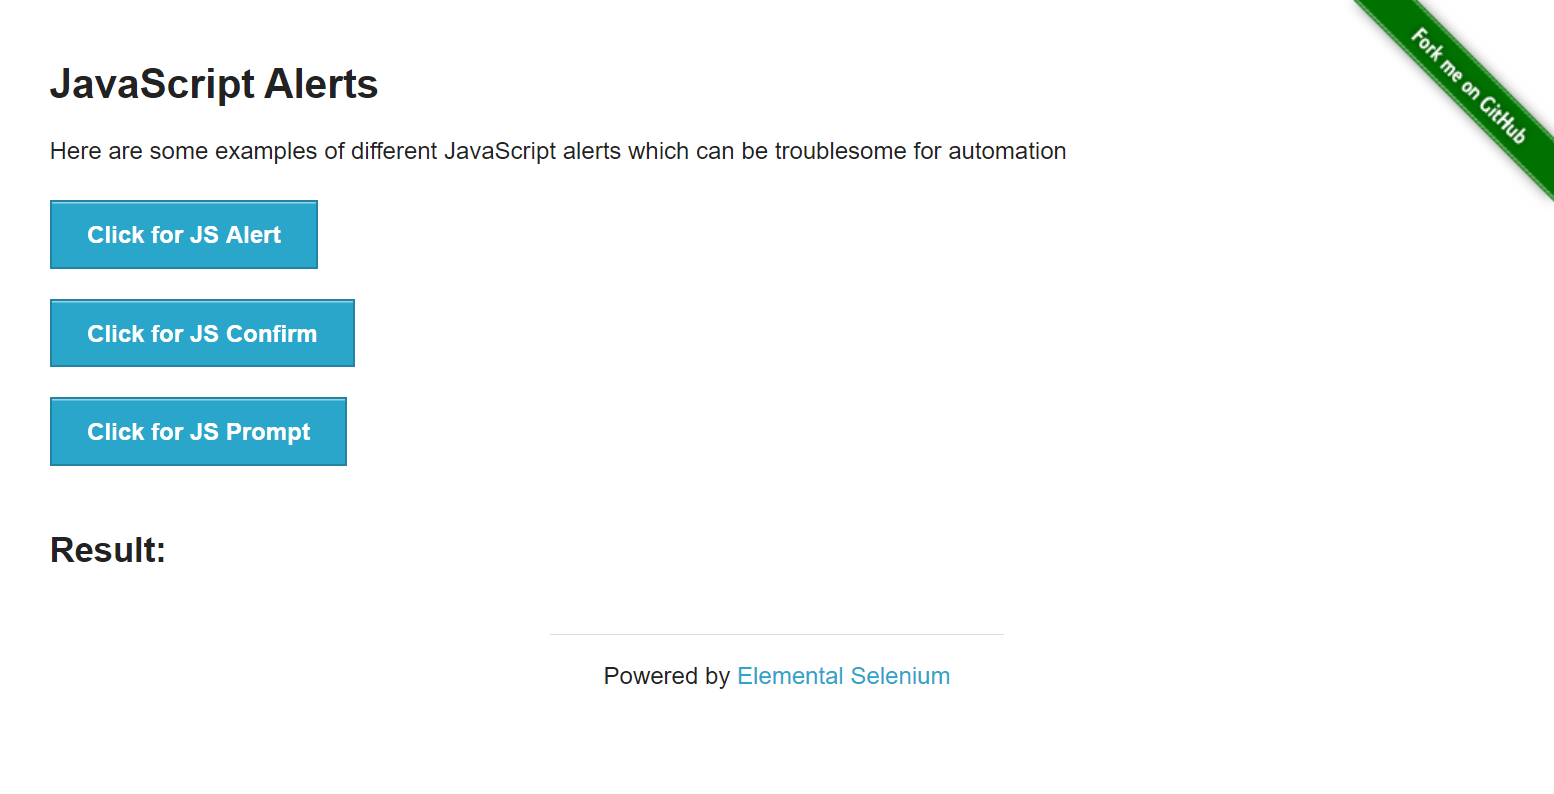 JavaScript Alerts
Here are some examples of different JavaScript alerts which can be troublesome for automation
Click for JS Alert
Click for JS Confirm
Click for JS Prompt
Result:
Powered by Elemental Selenium
Fork me on GitHub